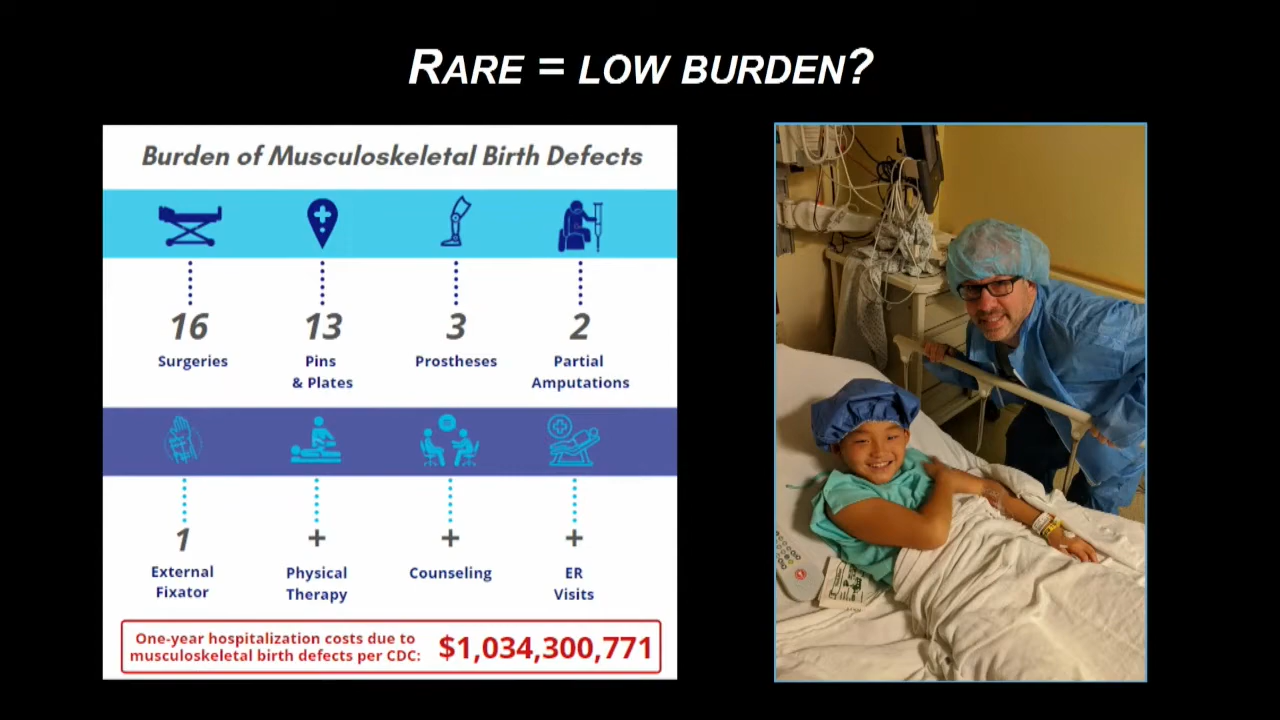 RARE = LOW BURDEN?
Burden of Musculoskeletal Birth Defects
16
Surgeries
13
Pins
& Plates
3
Prostheses
2
Partial
Amputations
1
External
Fixator
+
Physical
Therapy
+
Counseling
+
ER
Visits
One-year hospitalization costs due to
musculoskeletal birth defects per CDC:
$1,034,300,771